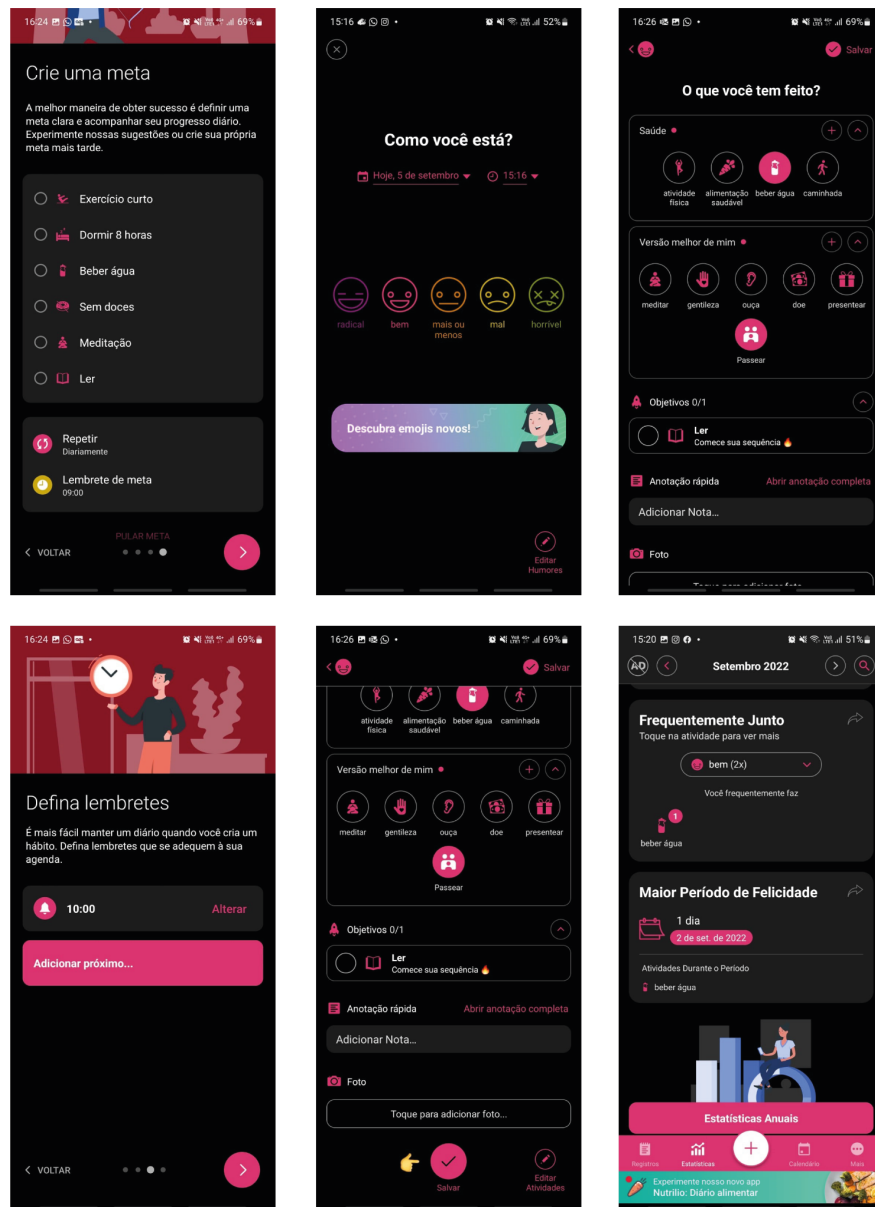 16:24
69%
Crie uma meta
A melhor maneira de obter sucesso é definir uma
meta clara e acompanhar seu progresso diário.
Experimente nossas sugestões ou crie sua própria
meta mais tarde.
Exercício curto
Dormir 8 horas
Beber água
Sem doces
Meditação
Ler
Repetir
Diariamente
Lembrete de meta
09:00
PULAR META
VOLTAR
15:16
52%
Como você está?
Hoje, 5 de setembro
15:16
radical
bem
mais ou
menos
mal
horrível
Descubra emojis novos!
Editar
Humores
16:26
69%
Salvar
O que você tem feito?
Saúde
atividade
física
alimentação
saudável
beber água
caminhada
Versão melhor de mim
meditar
gentileza
ouça
doe
presentear
Passear
Objetivos 0/1
Ler
Comece sua sequência
Anotação rápida
Abrir anotação completa
Adicionar Nota...
Foto
Toque para adicionar foto...
16:24
69%
Defina lembretes
É mais fácil manter um diário quando você cria um
hábito. Defina lembretes que se adequem à sua
agenda.
10:00
Alterar
Adicionar próximo...
VOLTAR
16:26
69%
Salvar
atividade
física
alimentação
saudável
beber água
caminhada
Versão melhor de mim
meditar
gentileza
ouça
doe
presentear
Passear
Objetivos 0/1
Ler
Comece sua sequência
Anotação rápida
Abrir anotação completa
Adicionar Nota...
Foto
Toque para adicionar foto...
Salvar
Editar
Atividades
15:20
51%
AD
Setembro 2022
Frequentemente Junto
Toque na atividade para ver mais
bem (2x)
Você frequentemente faz
1
beber água
Maior Período de Felicidade
1 dia
2 de set. de 2022
Atividades Durante o Período
beber água
Estatísticas Anuais
Registros
Estatísticas
Calendário
Mais
Experimente nosso novo app
Nutrilio: Diário alimentar